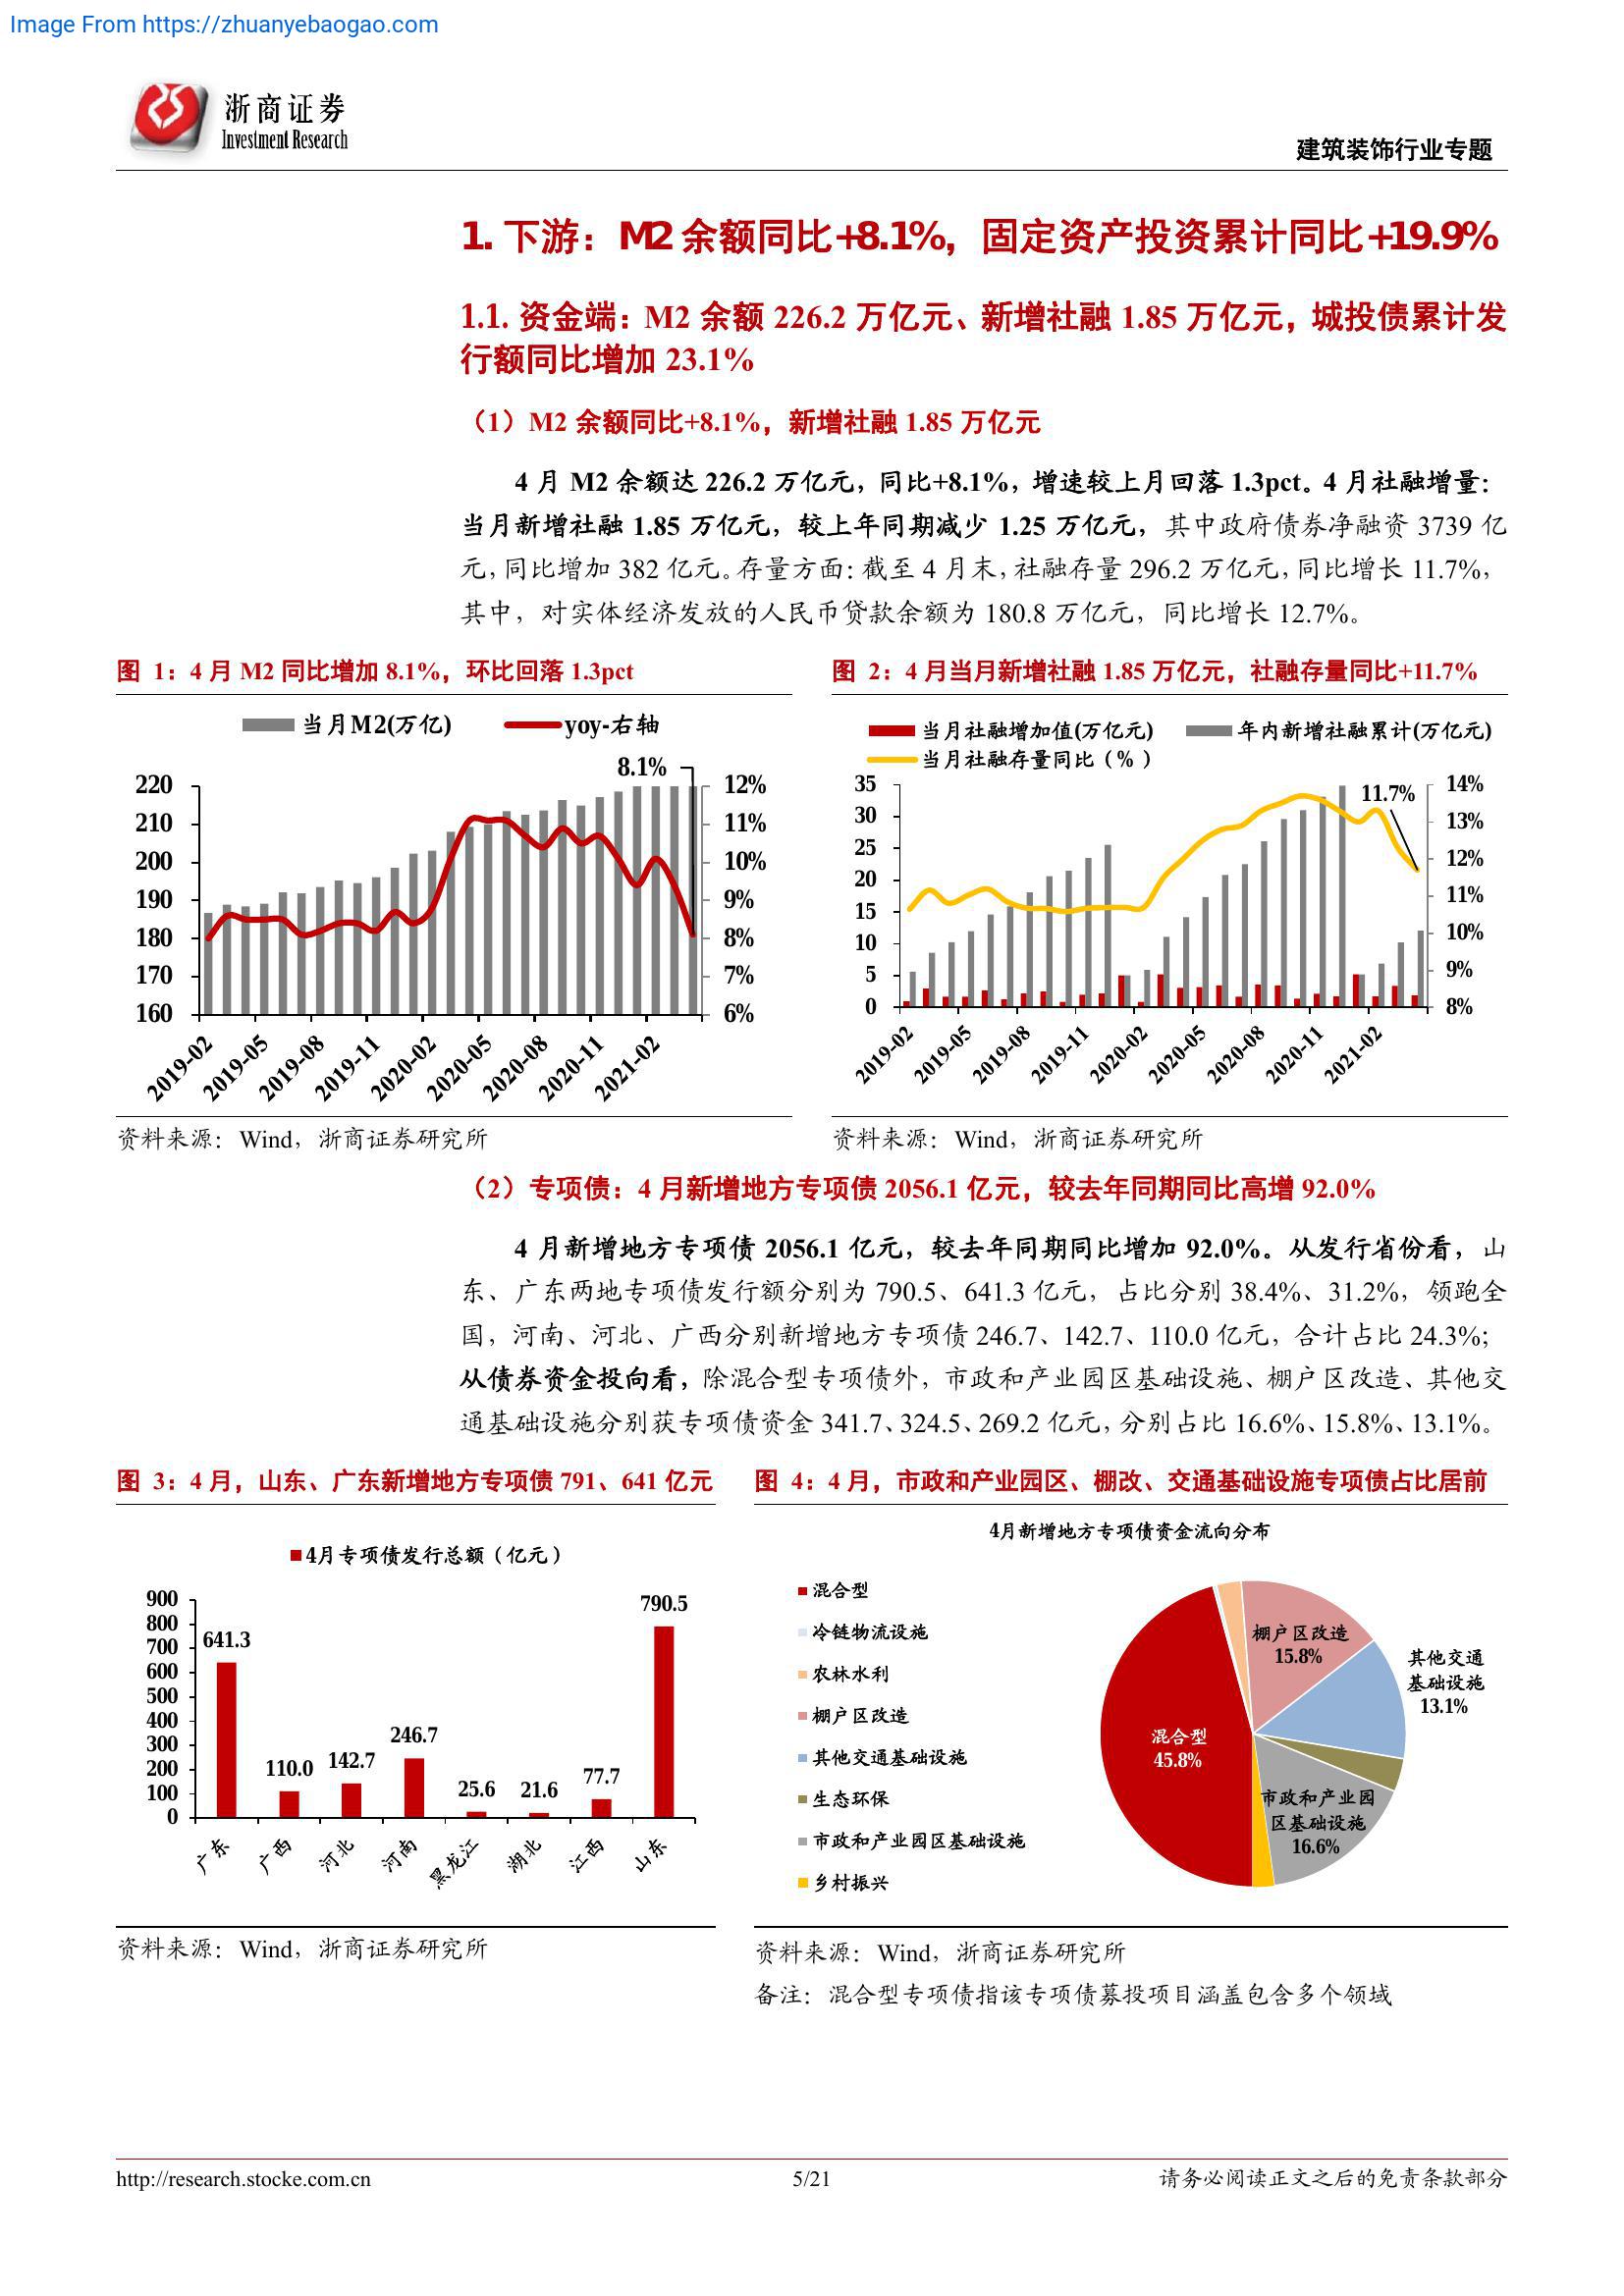 Image From https://zhuanyebaogao.com
浙商证券
Investment Research
建筑装饰行业专题
1. 下游：M2 余额同比+8.1%，固定资产投资累计同比+19.9%
1.1. 资金端：M2 余额 226.2 万亿元、新增社融 1.85 万亿元，城投债累计发
行额同比增加 23.1%
（1）M2 余额同比+8.1%，新增社融 1.85 万亿元
4 月 M2 余额达 226.2 万亿元，同比+8.1%，增速较上月回落 1.3pct。4 月社融增量：
当月新增社融 1.85 万亿元，较上年同期减少 1.25 万亿元，其中政府债券净融资 3739 亿
元，同比增加 382 亿元。存量方面：截至 4 月末，社融存量 296.2 万亿元，同比增长 11.7%，
其中，对实体经济发放的人民币贷款余额为 180.8 万亿元，同比增长 12.7%。
图 1：4 月 M2 同比增加 8.1%，环比回落 1.3pct
当月M2(万亿)
yoy-右轴
8.1%
220
210
200
190
180
170
160
12%
11%
10%
9%
8%
7%
6%
2019-02
2019-05
2019-08
2019-11
2020-02
2020-05
2020-08
2020-11
2021-02
资料来源：Wind，浙商证券研究所
图 2：4 月当月新增社融 1.85 万亿元，社融存量同比+11.7%
当月社融增加值(万亿元)
年内新增社融累计(万亿元)
当月社融存量同比（%）
11.7%
35
30
25
20
15
10
5
0
14%
13%
12%
11%
10%
9%
8%
2019-02
2019-05
2019-08
2019-11
2020-02
2020-05
2020-08
2020-11
2021-02
资料来源：Wind，浙商证券研究所
（2）专项债：4 月新增地方专项债 2056.1 亿元，较去年同期同比高增 92.0%
4 月新增地方专项债 2056.1 亿元，较去年同期同比增加 92.0%。从发行省份看，山
东、广东两地专项债发行额分别为 790.5、641.3 亿元，占比分别 38.4%、31.2%，领跑全
国，河南、河北、广西分别新增地方专项债 246.7、142.7、110.0 亿元，合计占比 24.3%；
从债券资金投向看，除混合型专项债外，市政和产业园区基础设施、棚户区改造、其他交
通基础设施分别获专项债资金 341.7、324.5、269.2 亿元，分别占比 16.6%、15.8%、13.1%。
图 3：4 月，山东、广东新增地方专项债 791、641 亿元
4月专项债发行总额（亿元）
900
800
700
600
500
400
300
200
100
0
641.3
110.0
142.7
246.7
25.6
21.6
77.7
790.5
广东
广西
河北
河南
黑龙江
湖北
江西
山东
资料来源：Wind，浙商证券研究所
图 4：4 月，市政和产业园区、棚改、交通基础设施专项债占比居前
4月新增地方专项债资金流向分布
混合型
冷链物流设施
农林水利
棚户区改造
其他交通基础设施
生态环保
市政和产业园区基础设施
乡村振兴
棚户区改造
15.8%
其他交通
基础设施
13.1%
混合型
45.8%
市政和产业园
区基础设施
16.6%
资料来源：Wind，浙商证券研究所
备注：混合型专项债指该专项债募投项目涵盖包含多个领域
http://research.stocke.com.cn
5/21
请务必阅读正文之后的免责条款部分